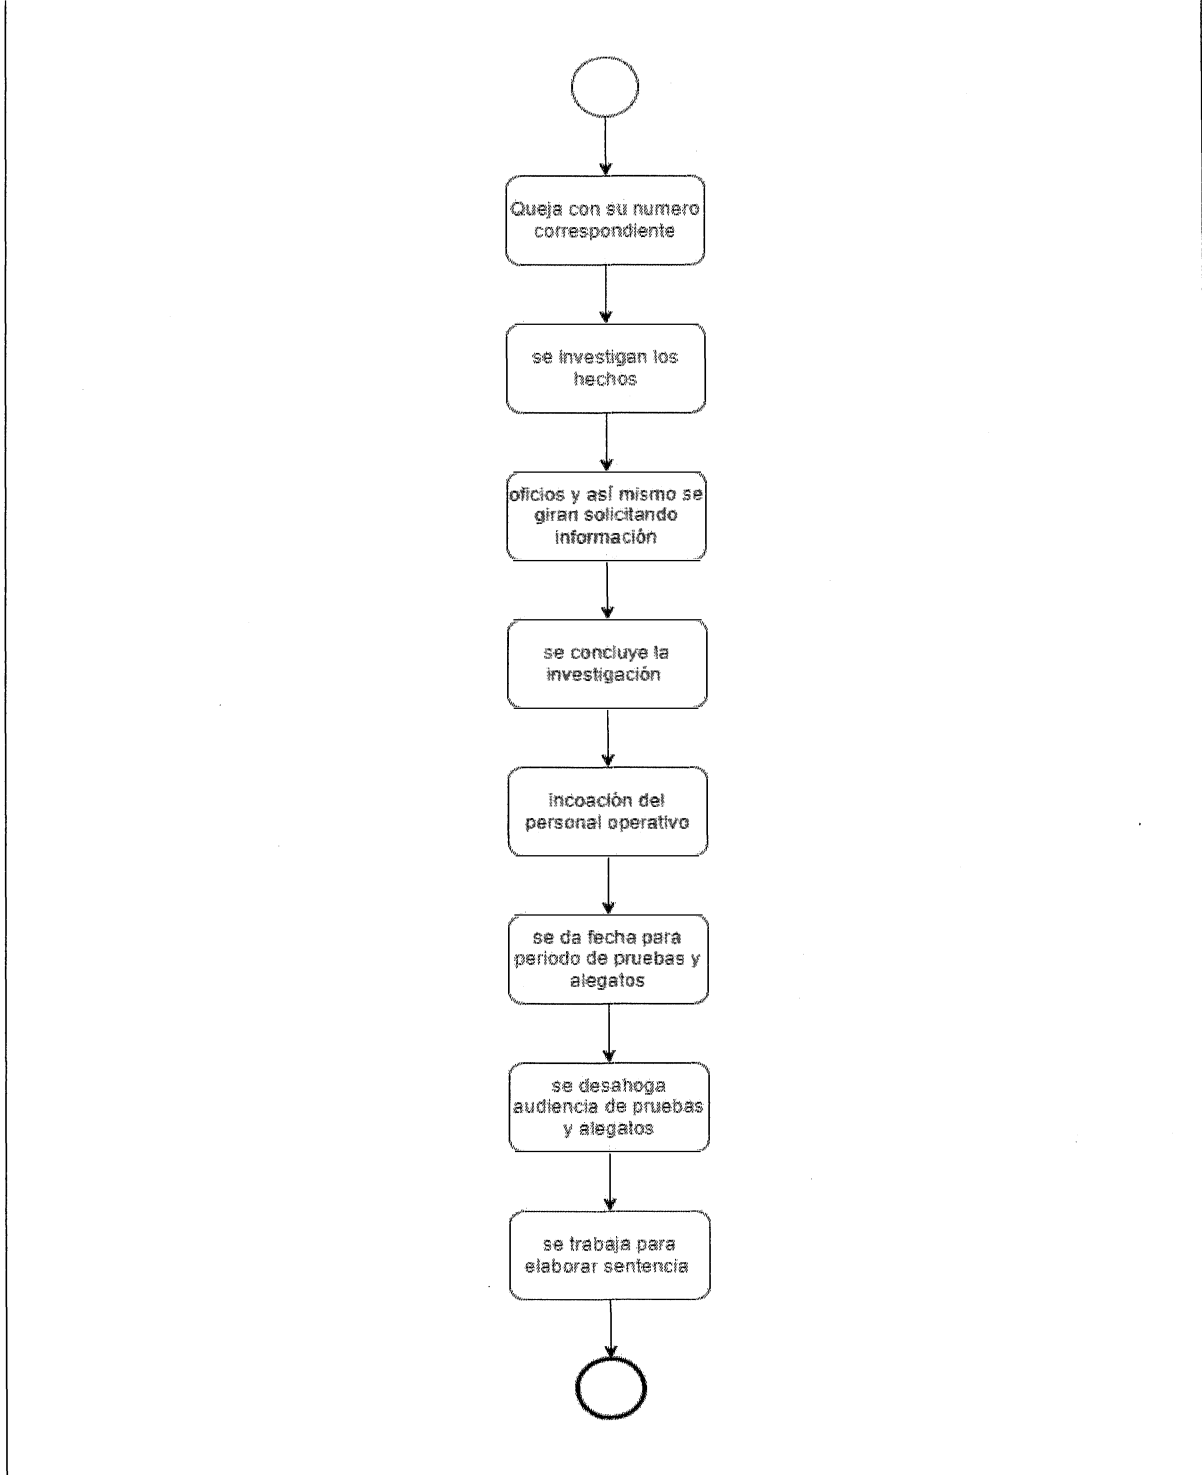 Queja con su numero
correspondiente
se investigan los
hechos
oficios y así mismo se
giran solicitando
información
se concluye la
investigación
incoación del
personal operativo
se da fecha para
periodo de pruebas y
alegatos
se desahoga
audiencia de pruebas
y alegatos
se trabaja para
elaborar sentencia